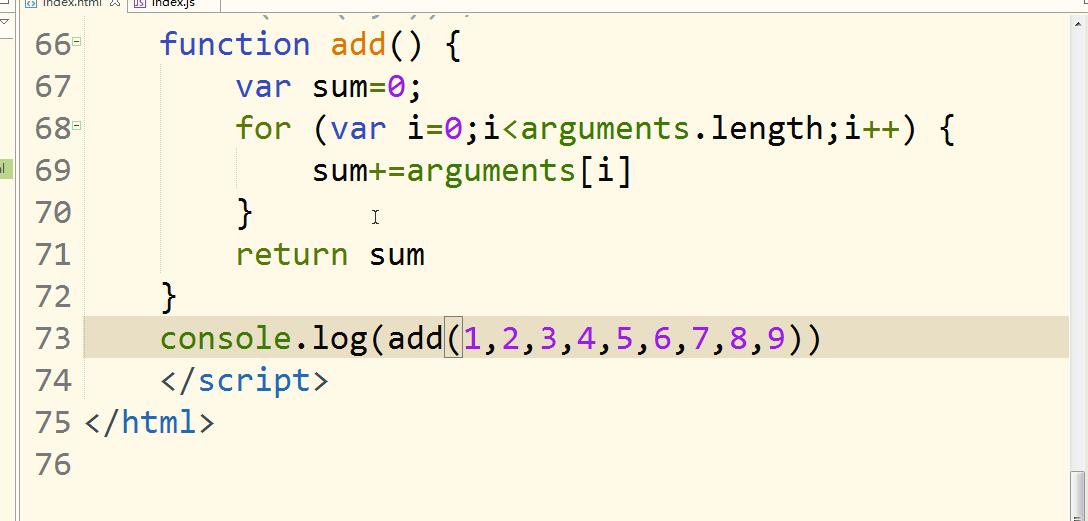 index.html index.js
66 function add() {
67 var sum=0;
68 for (var i=0;i<arguments.length;i++) {
69 sum+=arguments[i]
70 }
71 return sum
72 }
73 console.log(add(1,2,3,4,5,6,7,8,9))
74 </script>
75 </html>
76